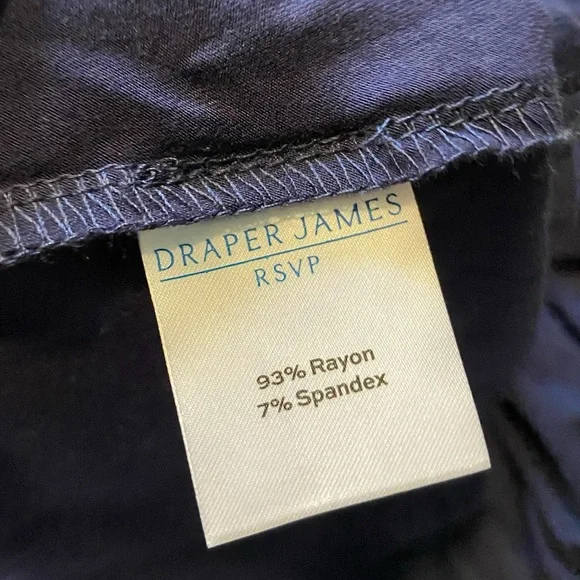 DRAPER JAMES
RSVP
93% Rayon
7% Spandex